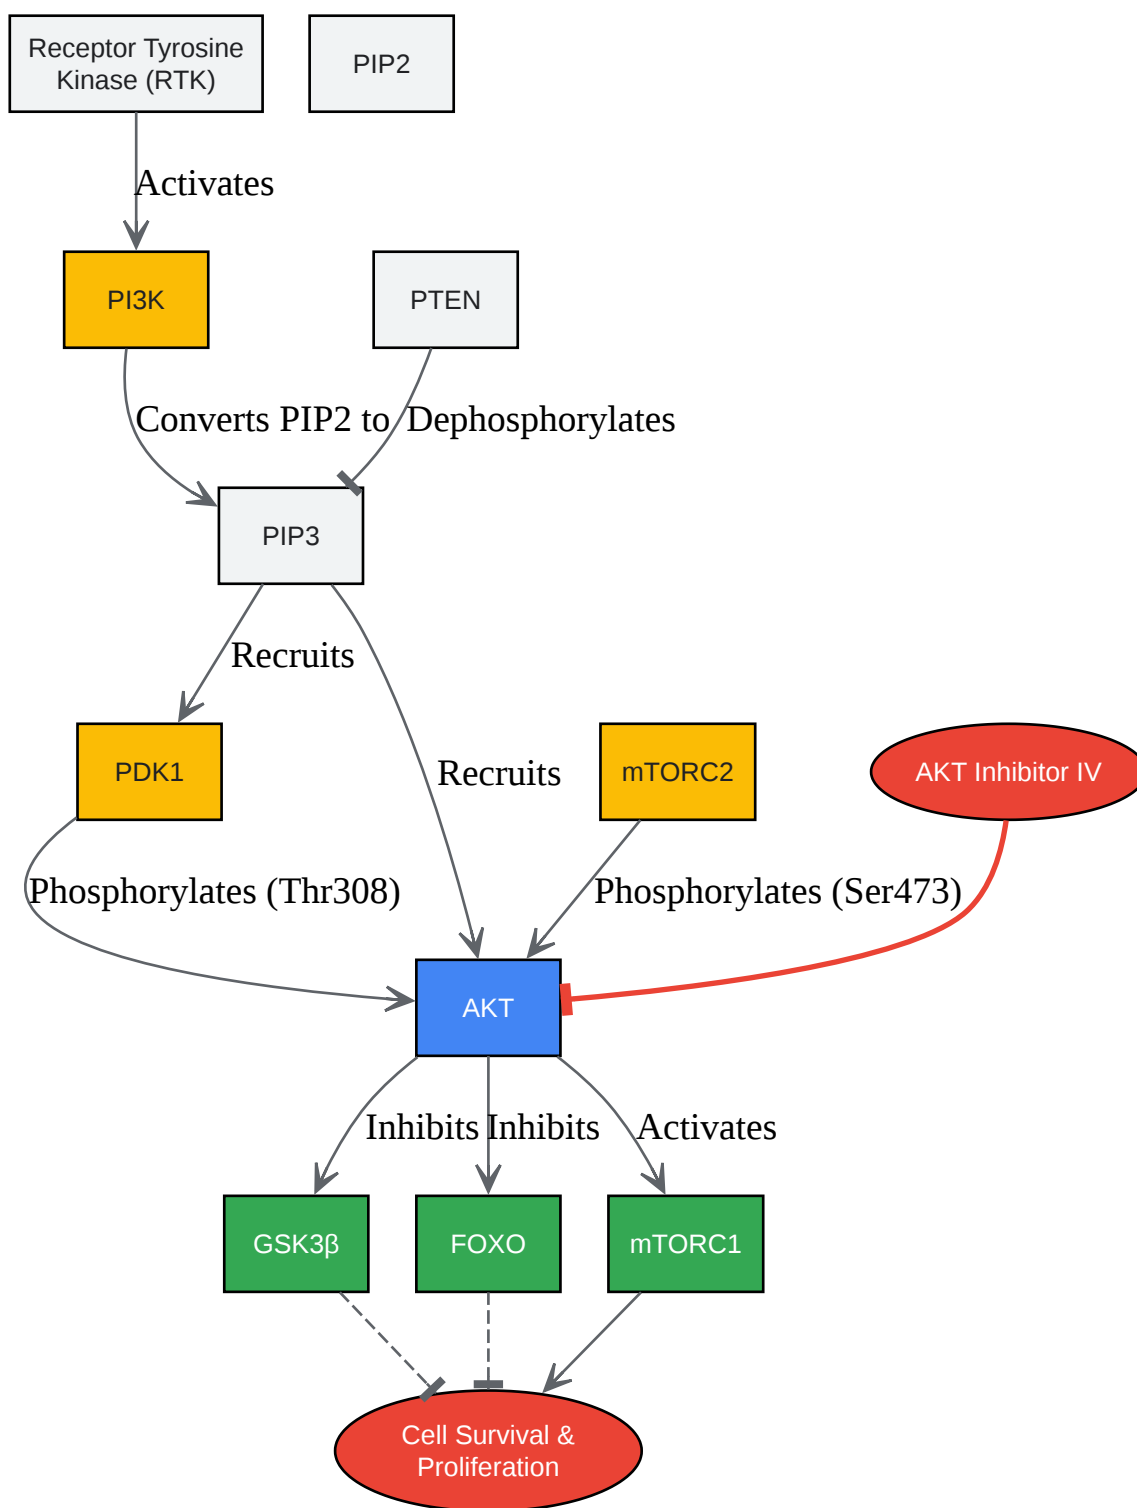 Receptor Tyrosine
Kinase (RTK)
PIP2
Activates
PI3K
PTEN
Converts PIP2 to
Dephosphorylates
PIP3
Recruits
PDK1
Recruits
mTORC2
AKT Inhibitor IV
Phosphorylates (Thr308)
Phosphorylates (Ser473)
AKT
Inhibits
Inhibits
Activates
GSK3β
FOXO
mTORC1
Cell Survival &
Proliferation